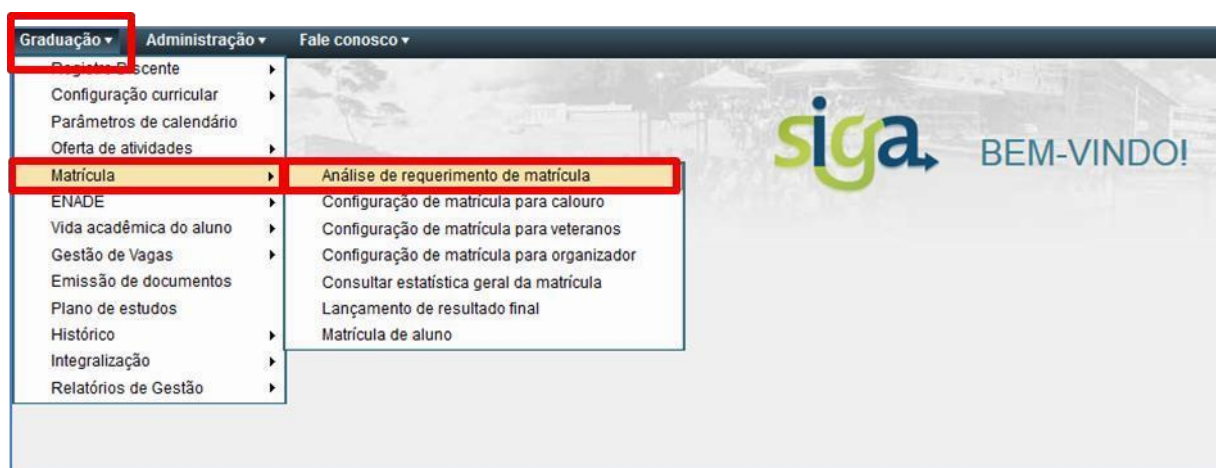 Graduação ▾ Administração ▾ Fale conosco ▾
Registro Discente
Configuração curricular
Parâmetros de calendário
Oferta de atividades
Matrícula
ENADE
Vida acadêmica do aluno
Gestão de Vagas
Emissão de documentos
Plano de estudos
Histórico
Integralização
Relatórios de Gestão
Análise de requerimento de matrícula
Configuração de matrícula para calouro
Configuração de matrícula para veteranos
Configuração de matrícula para organizador
Consultar estatística geral da matrícula
Lançamento de resultado final
Matrícula de aluno
siga
BEM-VINDO!